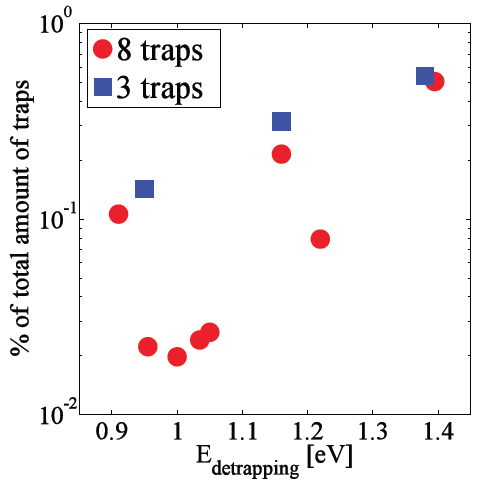 10^0
8 traps
3 traps
% of total amount of traps
10^-1
10^-2
0.9 1 1.1 1.2 1.3 1.4
E_detrapping [eV]